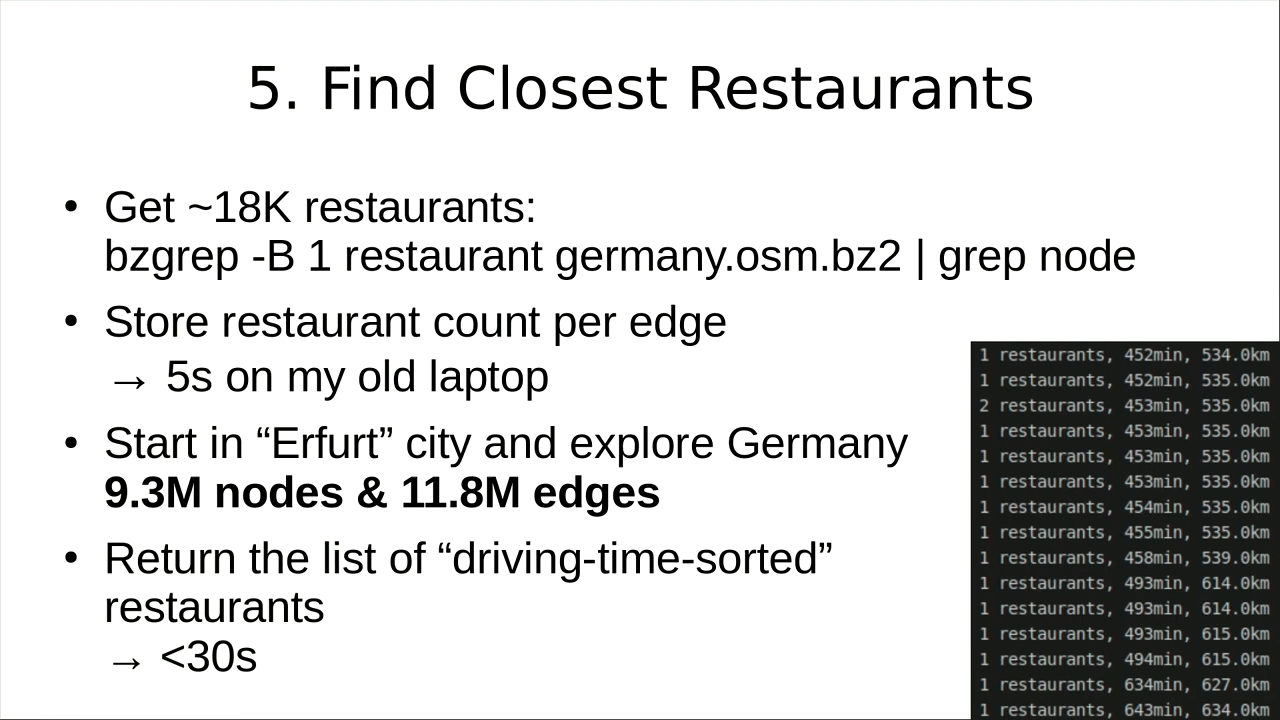 5. Find Closest Restaurants
• Get ~18K restaurants:
bzgrep -B 1 restaurant germany.osm.bz2 | grep node
• Store restaurant count per edge
→ 5s on my old laptop
• Start in “Erfurt” city and explore Germany
9.3M nodes & 11.8M edges
• Return the list of “driving-time-sorted”
restaurants
→ <30s
1 restaurants, 452min, 534.0km
1 restaurants, 452min, 535.0km
2 restaurants, 453min, 535.0km
1 restaurants, 453min, 535.0km
1 restaurants, 453min, 535.0km
1 restaurants, 453min, 535.0km
1 restaurants, 454min, 535.0km
1 restaurants, 455min, 535.0km
1 restaurants, 458min, 539.0km
1 restaurants, 493min, 614.0km
1 restaurants, 493min, 614.0km
1 restaurants, 493min, 615.0km
1 restaurants, 494min, 615.0km
1 restaurants, 634min, 627.0km
1 restaurants, 643min, 634.0km